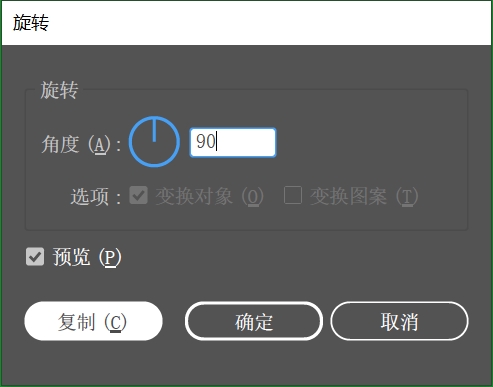 旋转
旋转
角度 (A)：90
选项：变换对象 (O) 变换图案 (T)
预览 (P)
复制 (C) 确定 取消